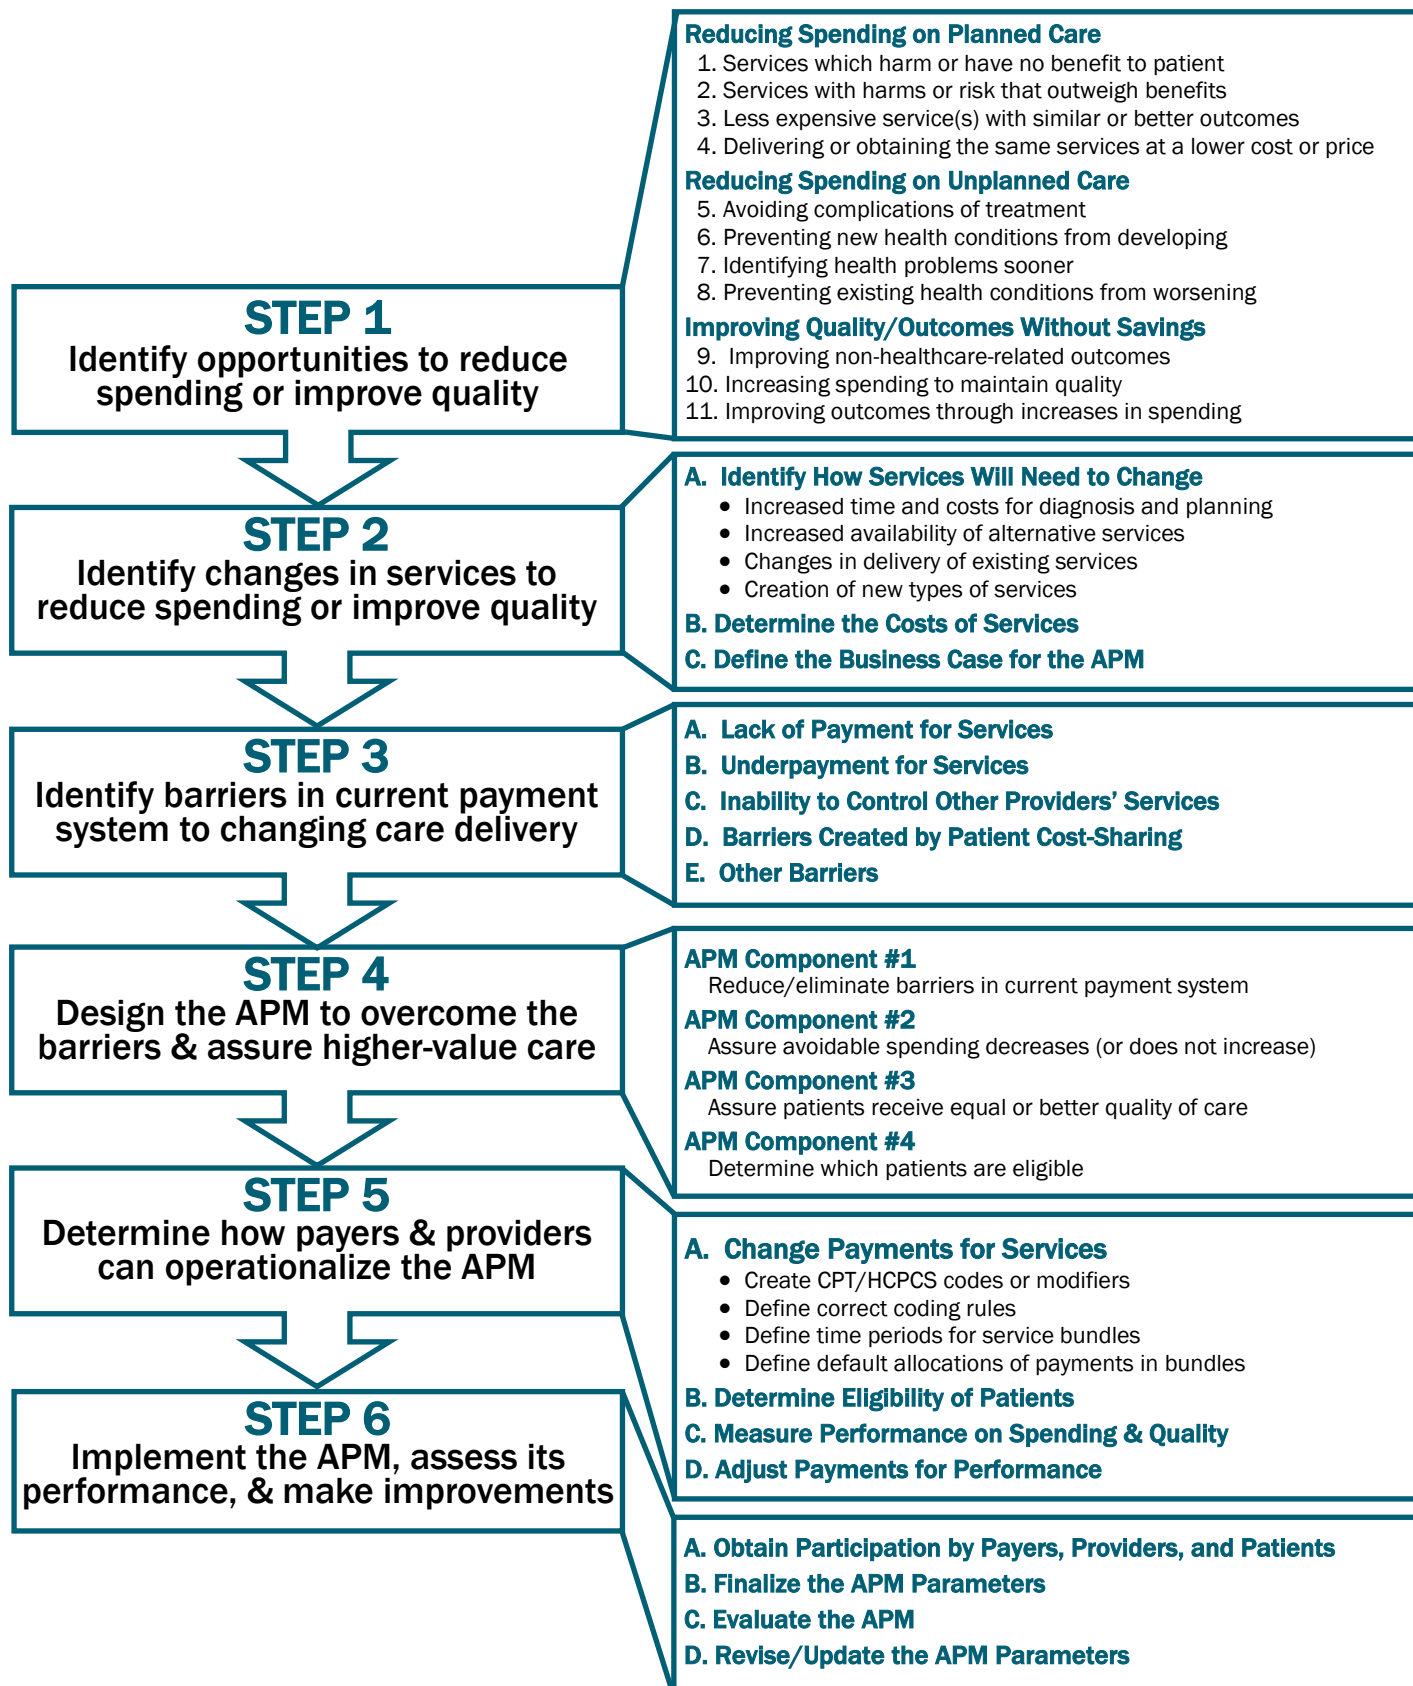 STEP 1
Identify opportunities to reduce
spending or improve quality
Reducing Spending on Planned Care
1. Services which harm or have no benefit to patient
2. Services with harms or risk that outweigh benefits
3. Less expensive service(s) with similar or better outcomes
4. Delivering or obtaining the same services at a lower cost or price
Reducing Spending on Unplanned Care
5. Avoiding complications of treatment
6. Preventing new health conditions from developing
7. Identifying health problems sooner
8. Preventing existing health conditions from worsening
Improving Quality/Outcomes Without Savings
9. Improving non-healthcare-related outcomes
10. Increasing spending to maintain quality
11. Improving outcomes through increases in spending
STEP 2
Identify changes in services to
reduce spending or improve quality
A. Identify How Services Will Need to Change
• Increased time and costs for diagnosis and planning
• Increased availability of alternative services
• Changes in delivery of existing services
• Creation of new types of services
B. Determine the Costs of Services
C. Define the Business Case for the APM
STEP 3
Identify barriers in current payment
system to changing care delivery
A. Lack of Payment for Services
B. Underpayment for Services
C. Inability to Control Other Providers’ Services
D. Barriers Created by Patient Cost-Sharing
E. Other Barriers
STEP 4
Design the APM to overcome the
barriers & assure higher-value care
APM Component #1
Reduce/eliminate barriers in current payment system
APM Component #2
Assure avoidable spending decreases (or does not increase)
APM Component #3
Assure patients receive equal or better quality of care
APM Component #4
Determine which patients are eligible
STEP 5
Determine how payers & providers
can operationalize the APM
A. Change Payments for Services
• Create CPT/HCPCS codes or modifiers
• Define correct coding rules
• Define time periods for service bundles
• Define default allocations of payments in bundles
B. Determine Eligibility of Patients
C. Measure Performance on Spending & Quality
D. Adjust Payments for Performance
STEP 6
Implement the APM, assess its
performance, & make improvements
A. Obtain Participation by Payers, Providers, and Patients
B. Finalize the APM Parameters
C. Evaluate the APM
D. Revise/Update the APM Parameters